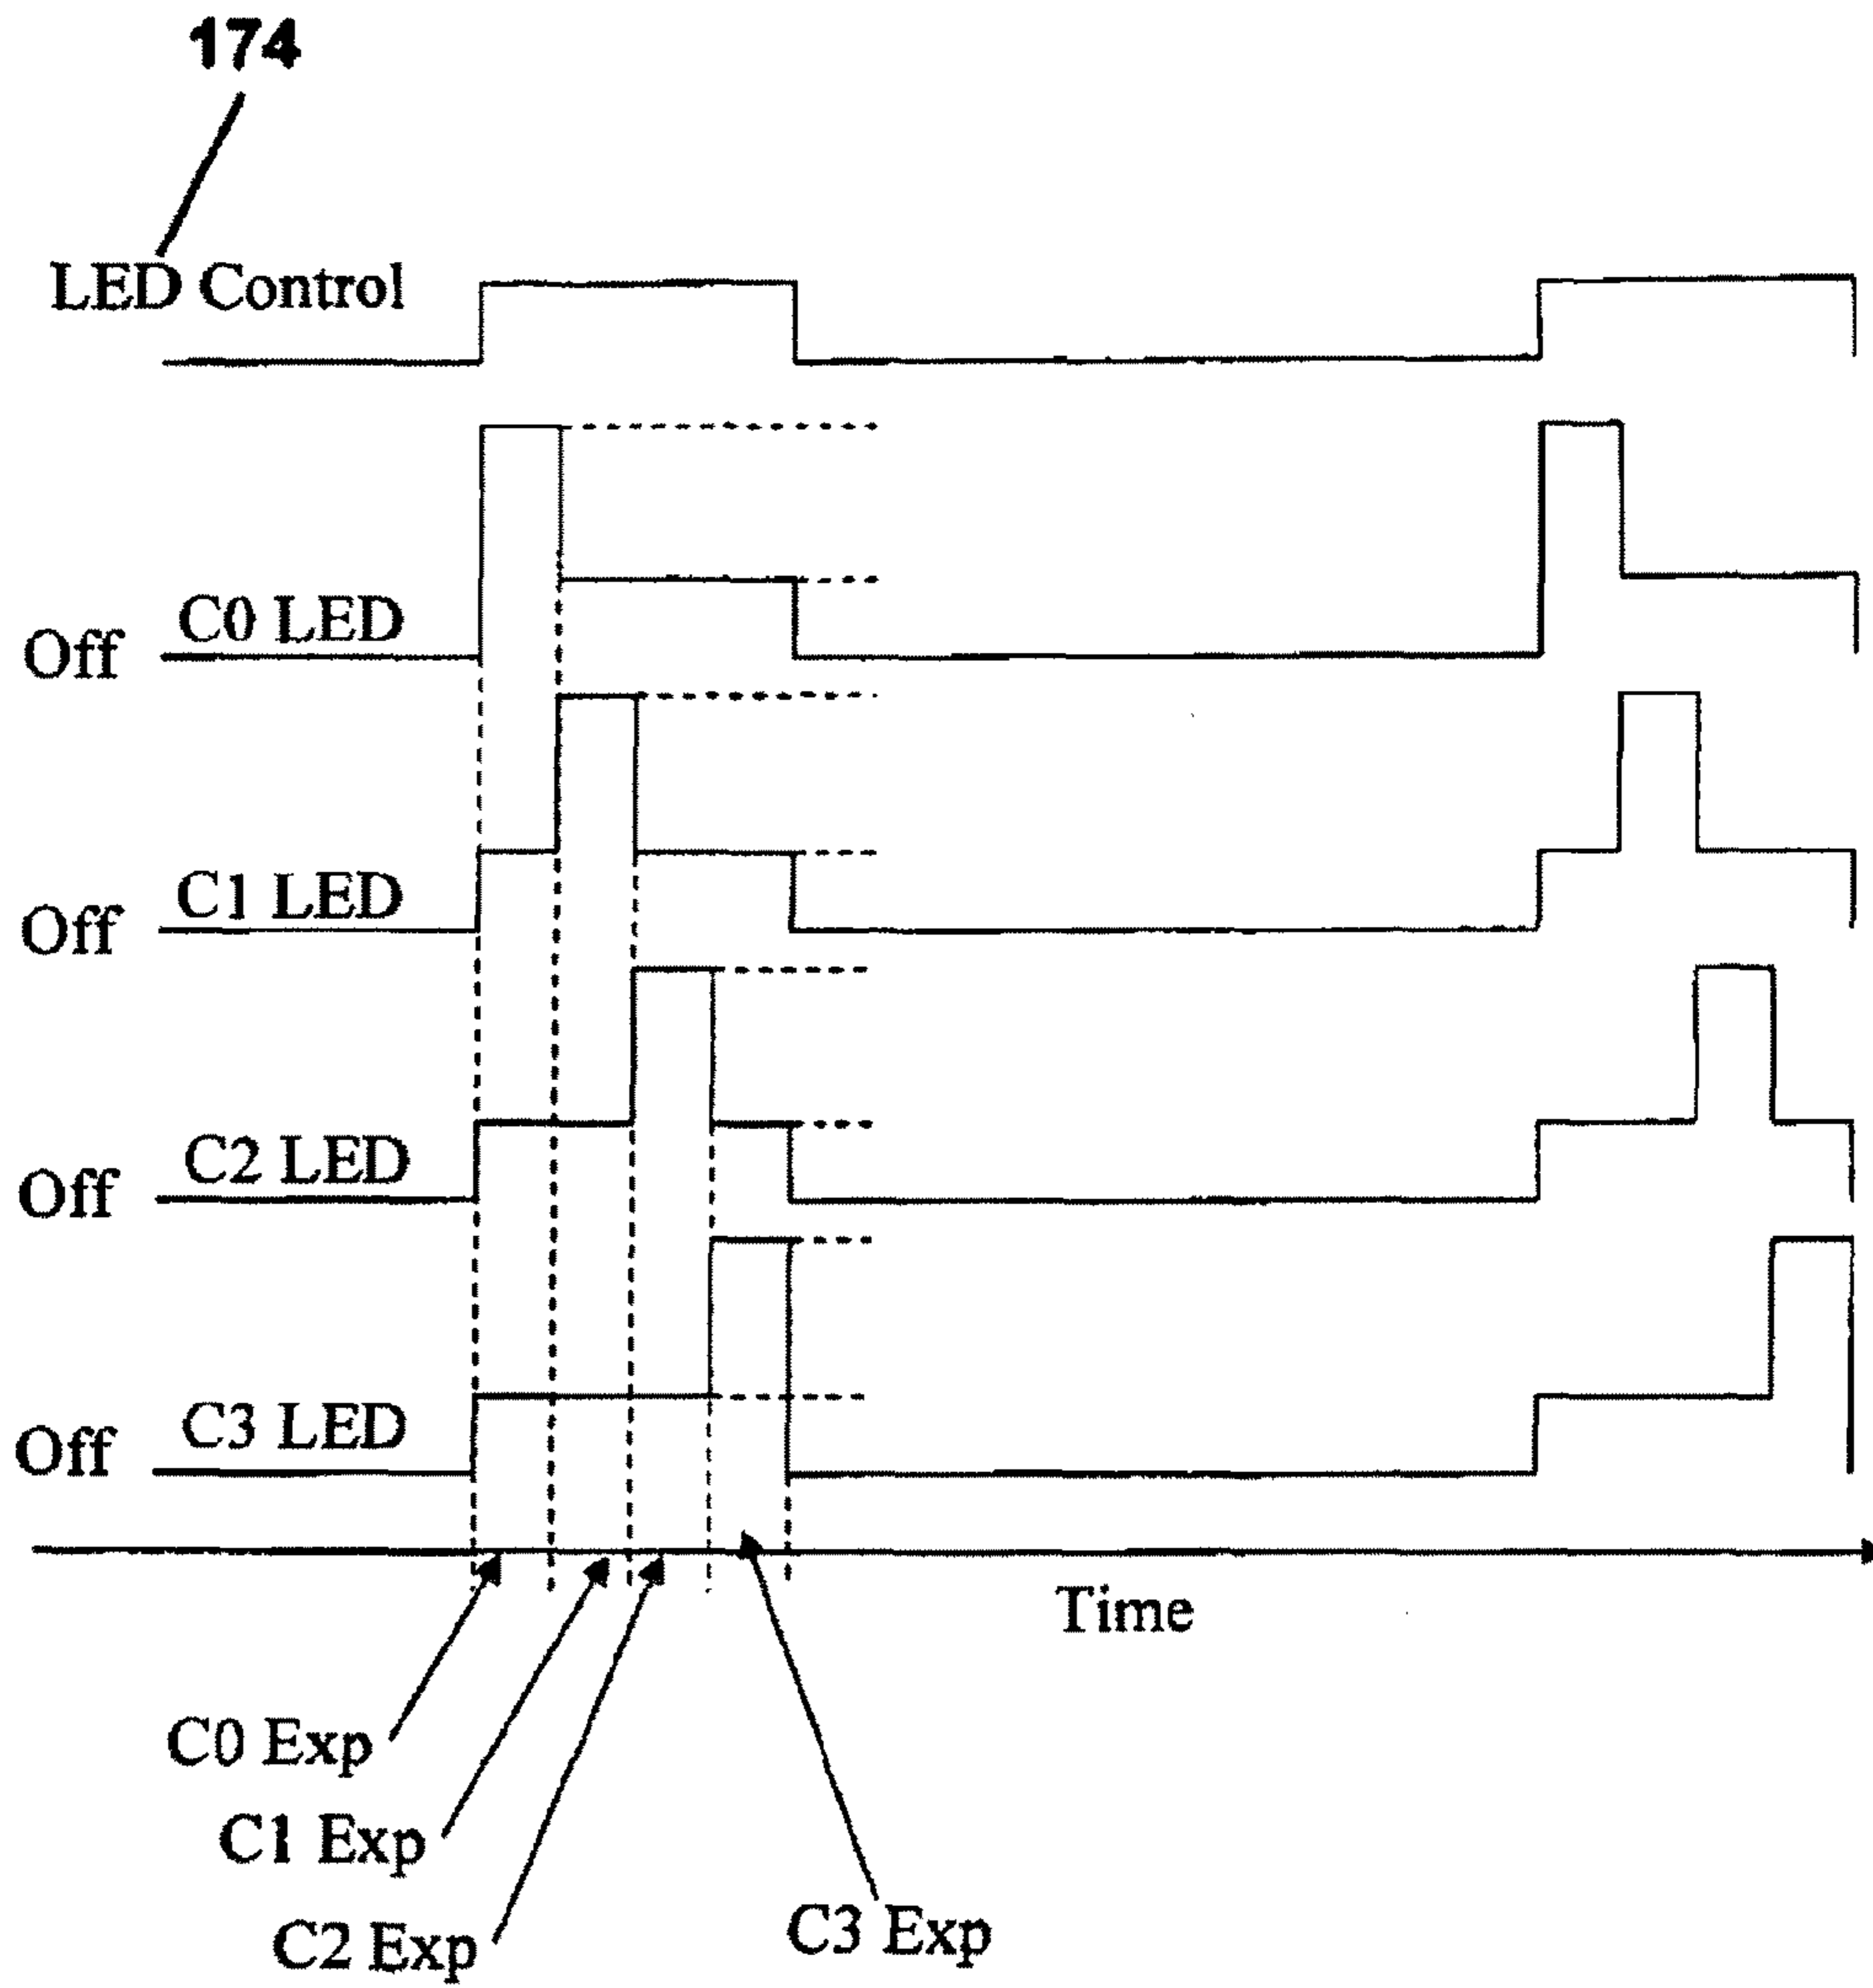 174
LED Control
C0 LED
Off
C1 LED
Off
C2 LED
Off
C3 LED
Off
Time
C0 Exp
C1 Exp
C2 Exp
C3 Exp